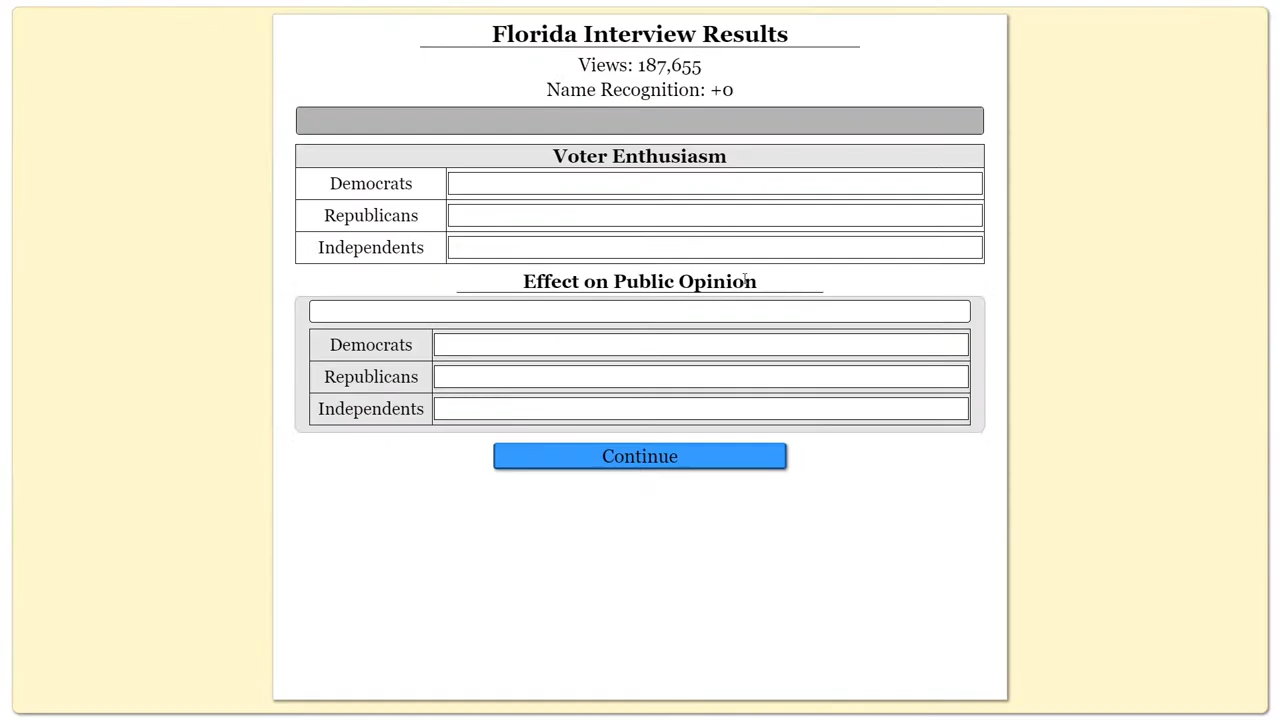 Florida Interview Results
Views: 187,655
Name Recognition: +0
Voter Enthusiasm
Democrats
Republicans
Independents
Effect on Public Opinion
Democrats
Republicans
Independents
Continue